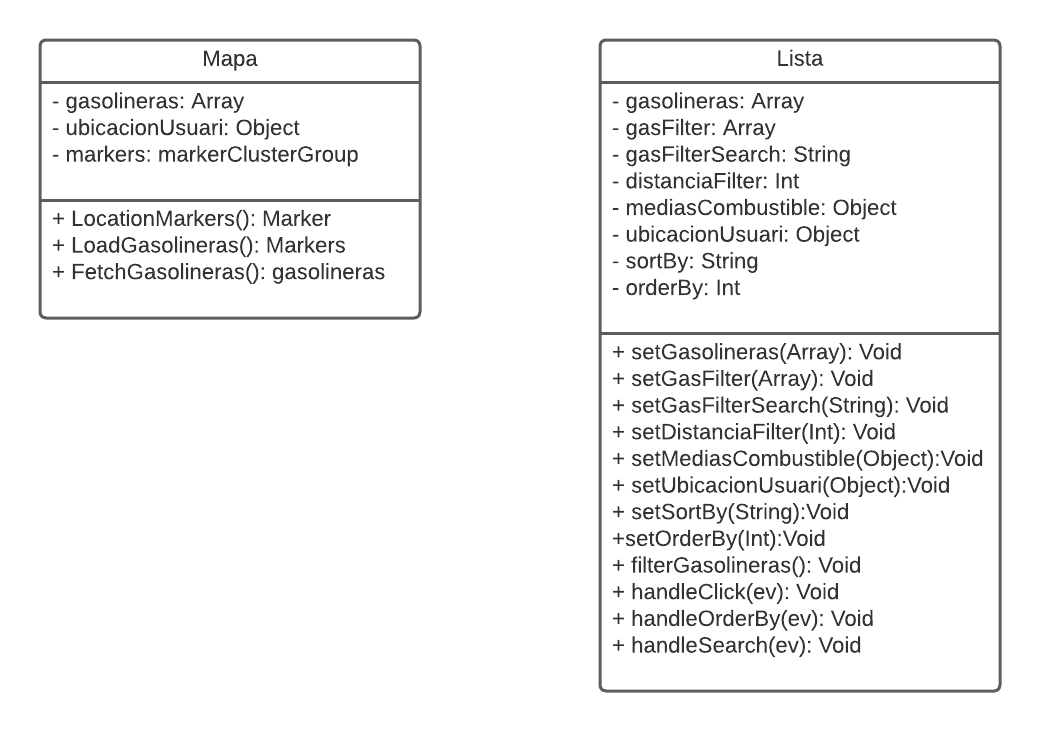 Mapa
- gasolineras: Array
- ubicacionUsuari: Object
- markers: markerClusterGroup
+ LocationMarkers(): Marker
+ LoadGasolineras(): Markers
+ FetchGasolineras(): gasolineras
Lista
- gasolineras: Array
- gasFilter: Array
- gasFilterSearch: String
- distanciaFilter: Int
- mediasCombustible: Object
- ubicacionUsuari: Object
- sortBy: String
- orderBy: Int
+ setGasolineras(Array): Void
+ setGasFilter(Array): Void
+ setGasFilterSearch(String): Void
+ setDistanciaFilter(Int): Void
+ setMediasCombustible(Object):Void
+ setUbicacionUsuari(Object):Void
+ setSortBy(String):Void
+setOrderBy(Int):Void
+ filterGasolineras(): Void
+ handleClick(ev): Void
+ handleOrderBy(ev): Void
+ handleSearch(ev): Void